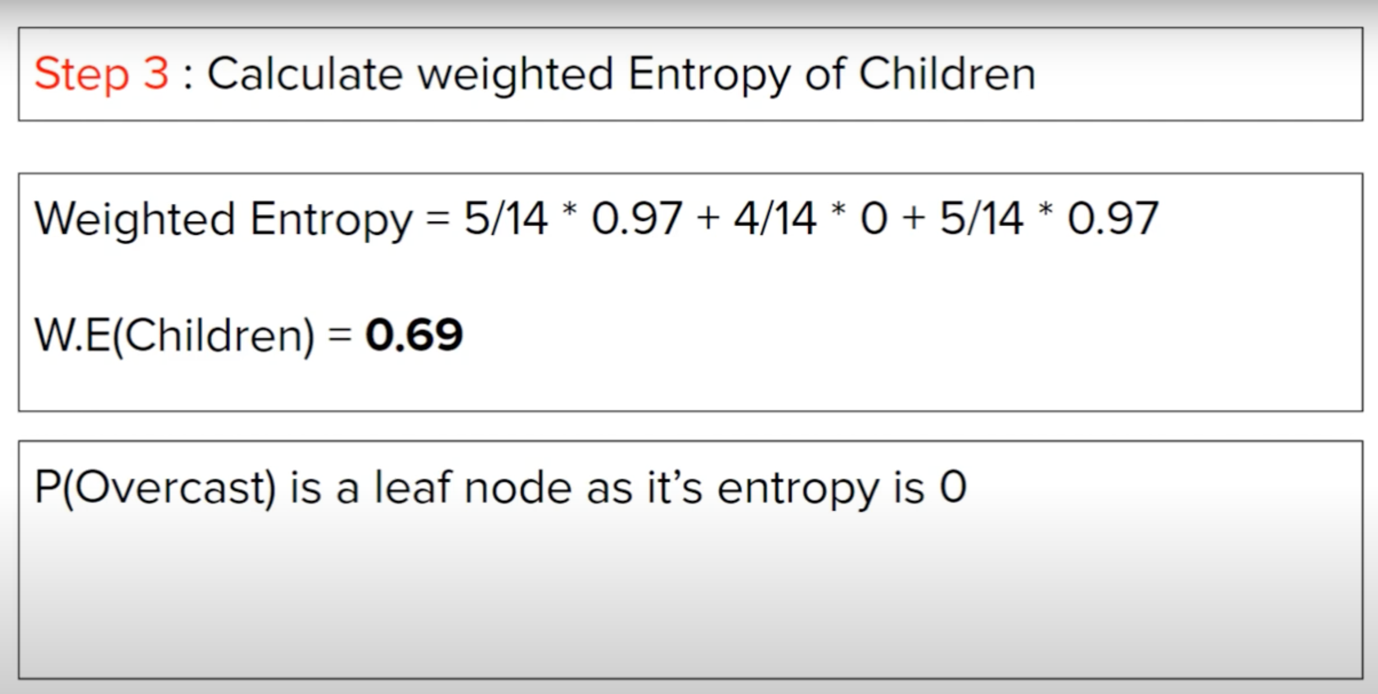 Step 3 : Calculate weighted Entropy of Children
Weighted Entropy = 5/14 * 0.97 + 4/14 * 0 + 5/14 * 0.97
W.E(Children) = 0.69
P(Overcast) is a leaf node as it’s entropy is 0